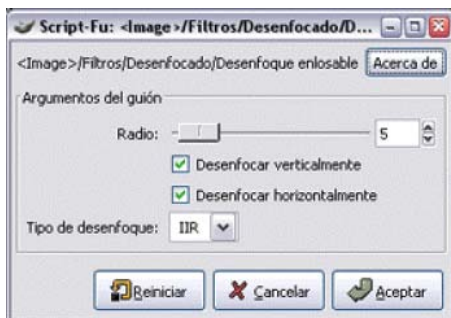 Script-Fu: <Image>/Filtros/Desenfocado/D...
<Image>/Filtros/Desenfocado/Desenfoque enlosable Acerca de
Argumentos del guión
Radio: 5
Desenfocar verticalmente
Desenfocar horizontalmente
Tipo de desenfoque: IIR
Reiniciar Cancelar Aceptar